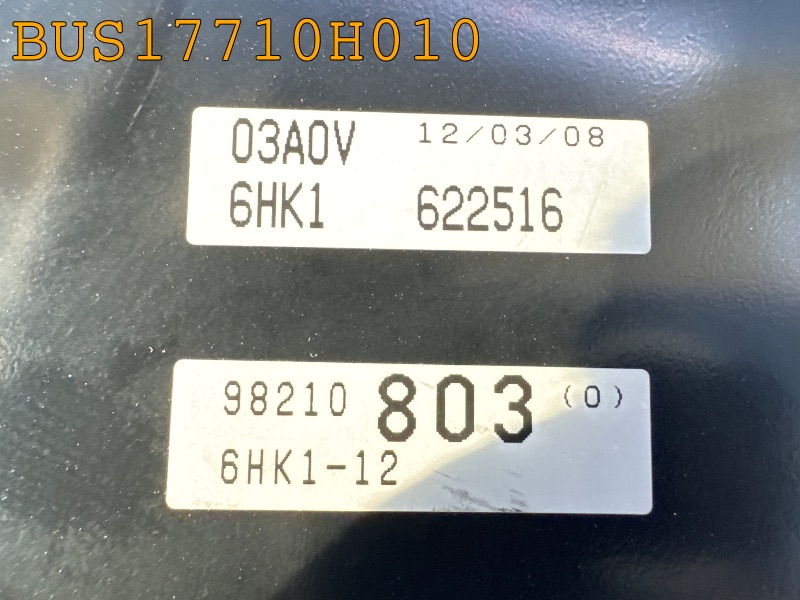 BUS17710H010
03A0V 12/03/08
6HK1 622516
98210 803 (0)
6HK1-12